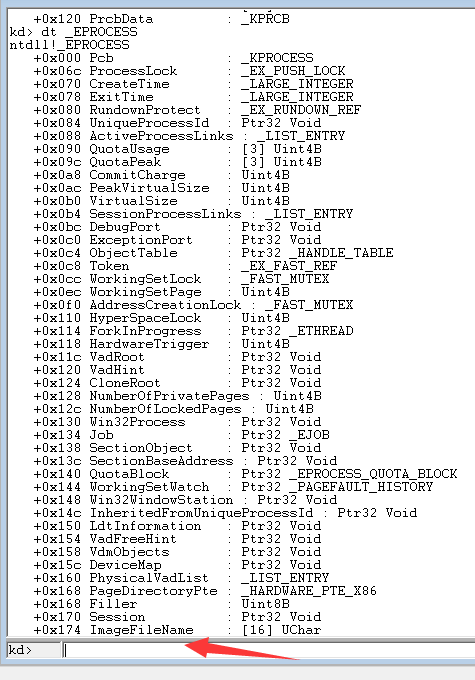 +0x120 PrcbData : _KPRCB
kd> dt _EPROCESS
ntdll!_EPROCESS
+0x000 Pcb : _KPROCESS
+0x06c ProcessLock : _EX_PUSH_LOCK
+0x070 CreateTime : _LARGE_INTEGER
+0x078 ExitTime : _LARGE_INTEGER
+0x080 RundownProtect : _EX_RUNDOWN_REF
+0x084 UniqueProcessId : Ptr32 Void
+0x088 ActiveProcessLinks : _LIST_ENTRY
+0x090 QuotaUsage : [3] Uint4B
+0x09c QuotaPeak : [3] Uint4B
+0x0a8 CommitCharge : Uint4B
+0x0ac PeakVirtualSize : Uint4B
+0x0b0 VirtualSize : Uint4B
+0x0b4 SessionProcessLinks : _LIST_ENTRY
+0x0bc DebugPort : Ptr32 Void
+0x0c0 ExceptionPort : Ptr32 Void
+0x0c4 ObjectTable : Ptr32 _HANDLE_TABLE
+0x0c8 Token : _EX_FAST_REF
+0x0cc WorkingSetLock : _FAST_MUTEX
+0x0ec WorkingSetPage : Uint4B
+0x0f0 AddressCreationLock : _FAST_MUTEX
+0x110 HyperSpaceLock : Uint4B
+0x114 ForkInProgress : Ptr32 _ETHREAD
+0x118 HardwareTrigger : Uint4B
+0x11c VadRoot : Ptr32 Void
+0x120 VadHint : Ptr32 Void
+0x124 CloneRoot : Ptr32 Void
+0x128 NumberOfPrivatePages : Uint4B
+0x12c NumberOfLockedPages : Uint4B
+0x130 Win32Process : Ptr32 Void
+0x134 Job : Ptr32 _EJOB
+0x138 SectionObject : Ptr32 Void
+0x13c SectionBaseAddress : Ptr32 Void
+0x140 QuotaBlock : Ptr32 _EPROCESS_QUOTA_BLOCK
+0x144 WorkingSetWatch : Ptr32 _PAGEFAULT_HISTORY
+0x148 Win32WindowStation : Ptr32 Void
+0x14c InheritedFromUniqueProcessId : Ptr32 Void
+0x150 LdtInformation : Ptr32 Void
+0x154 VadFreeHint : Ptr32 Void
+0x158 VdmObjects : Ptr32 Void
+0x15c DeviceMap : Ptr32 Void
+0x160 PhysicalVadList : _LIST_ENTRY
+0x168 PageDirectoryPte : _HARDWARE_PTE_X86
+0x168 Filler : Uint8B
+0x170 Session : Ptr32 Void
+0x174 ImageFileName : [16] UChar
kd>